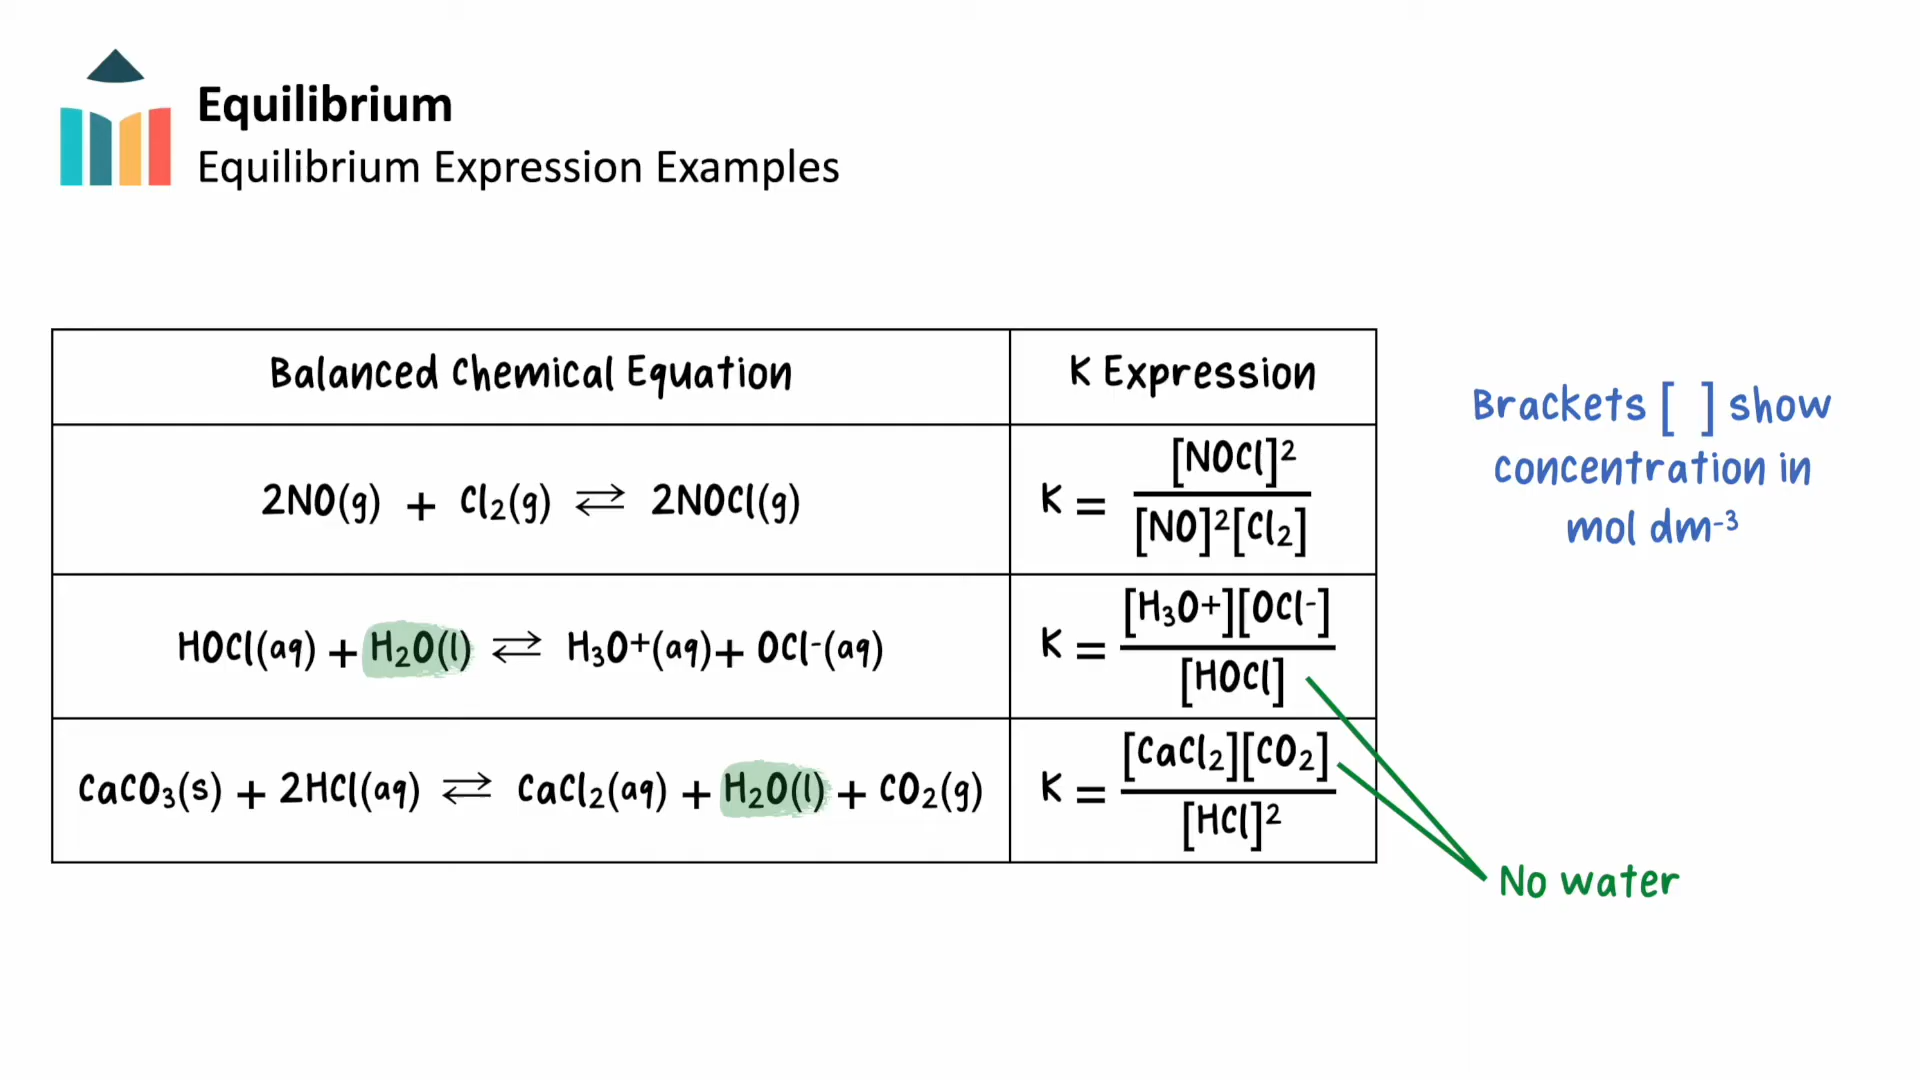 Equilibrium
Equilibrium Expression Examples
Balanced Chemical Equation
K Expression
Brackets [ ] show
concentration in
mol dm⁻³
2NO(g) + Cl₂(g) ⇌ 2NOCl(g)
K = [NOCl]² / [NO]²[Cl₂]
HOCl(aq) + H₂O(l) ⇌ H₃O⁺(aq) + OCl⁻(aq)
K = [H₃O⁺][OCl⁻] / [HOCl]
CaCO₃(s) + 2HCl(aq) ⇌ CaCl₂(aq) + H₂O(l) + CO₂(g)
K = [CaCl₂][CO₂] / [HCl]²
No water